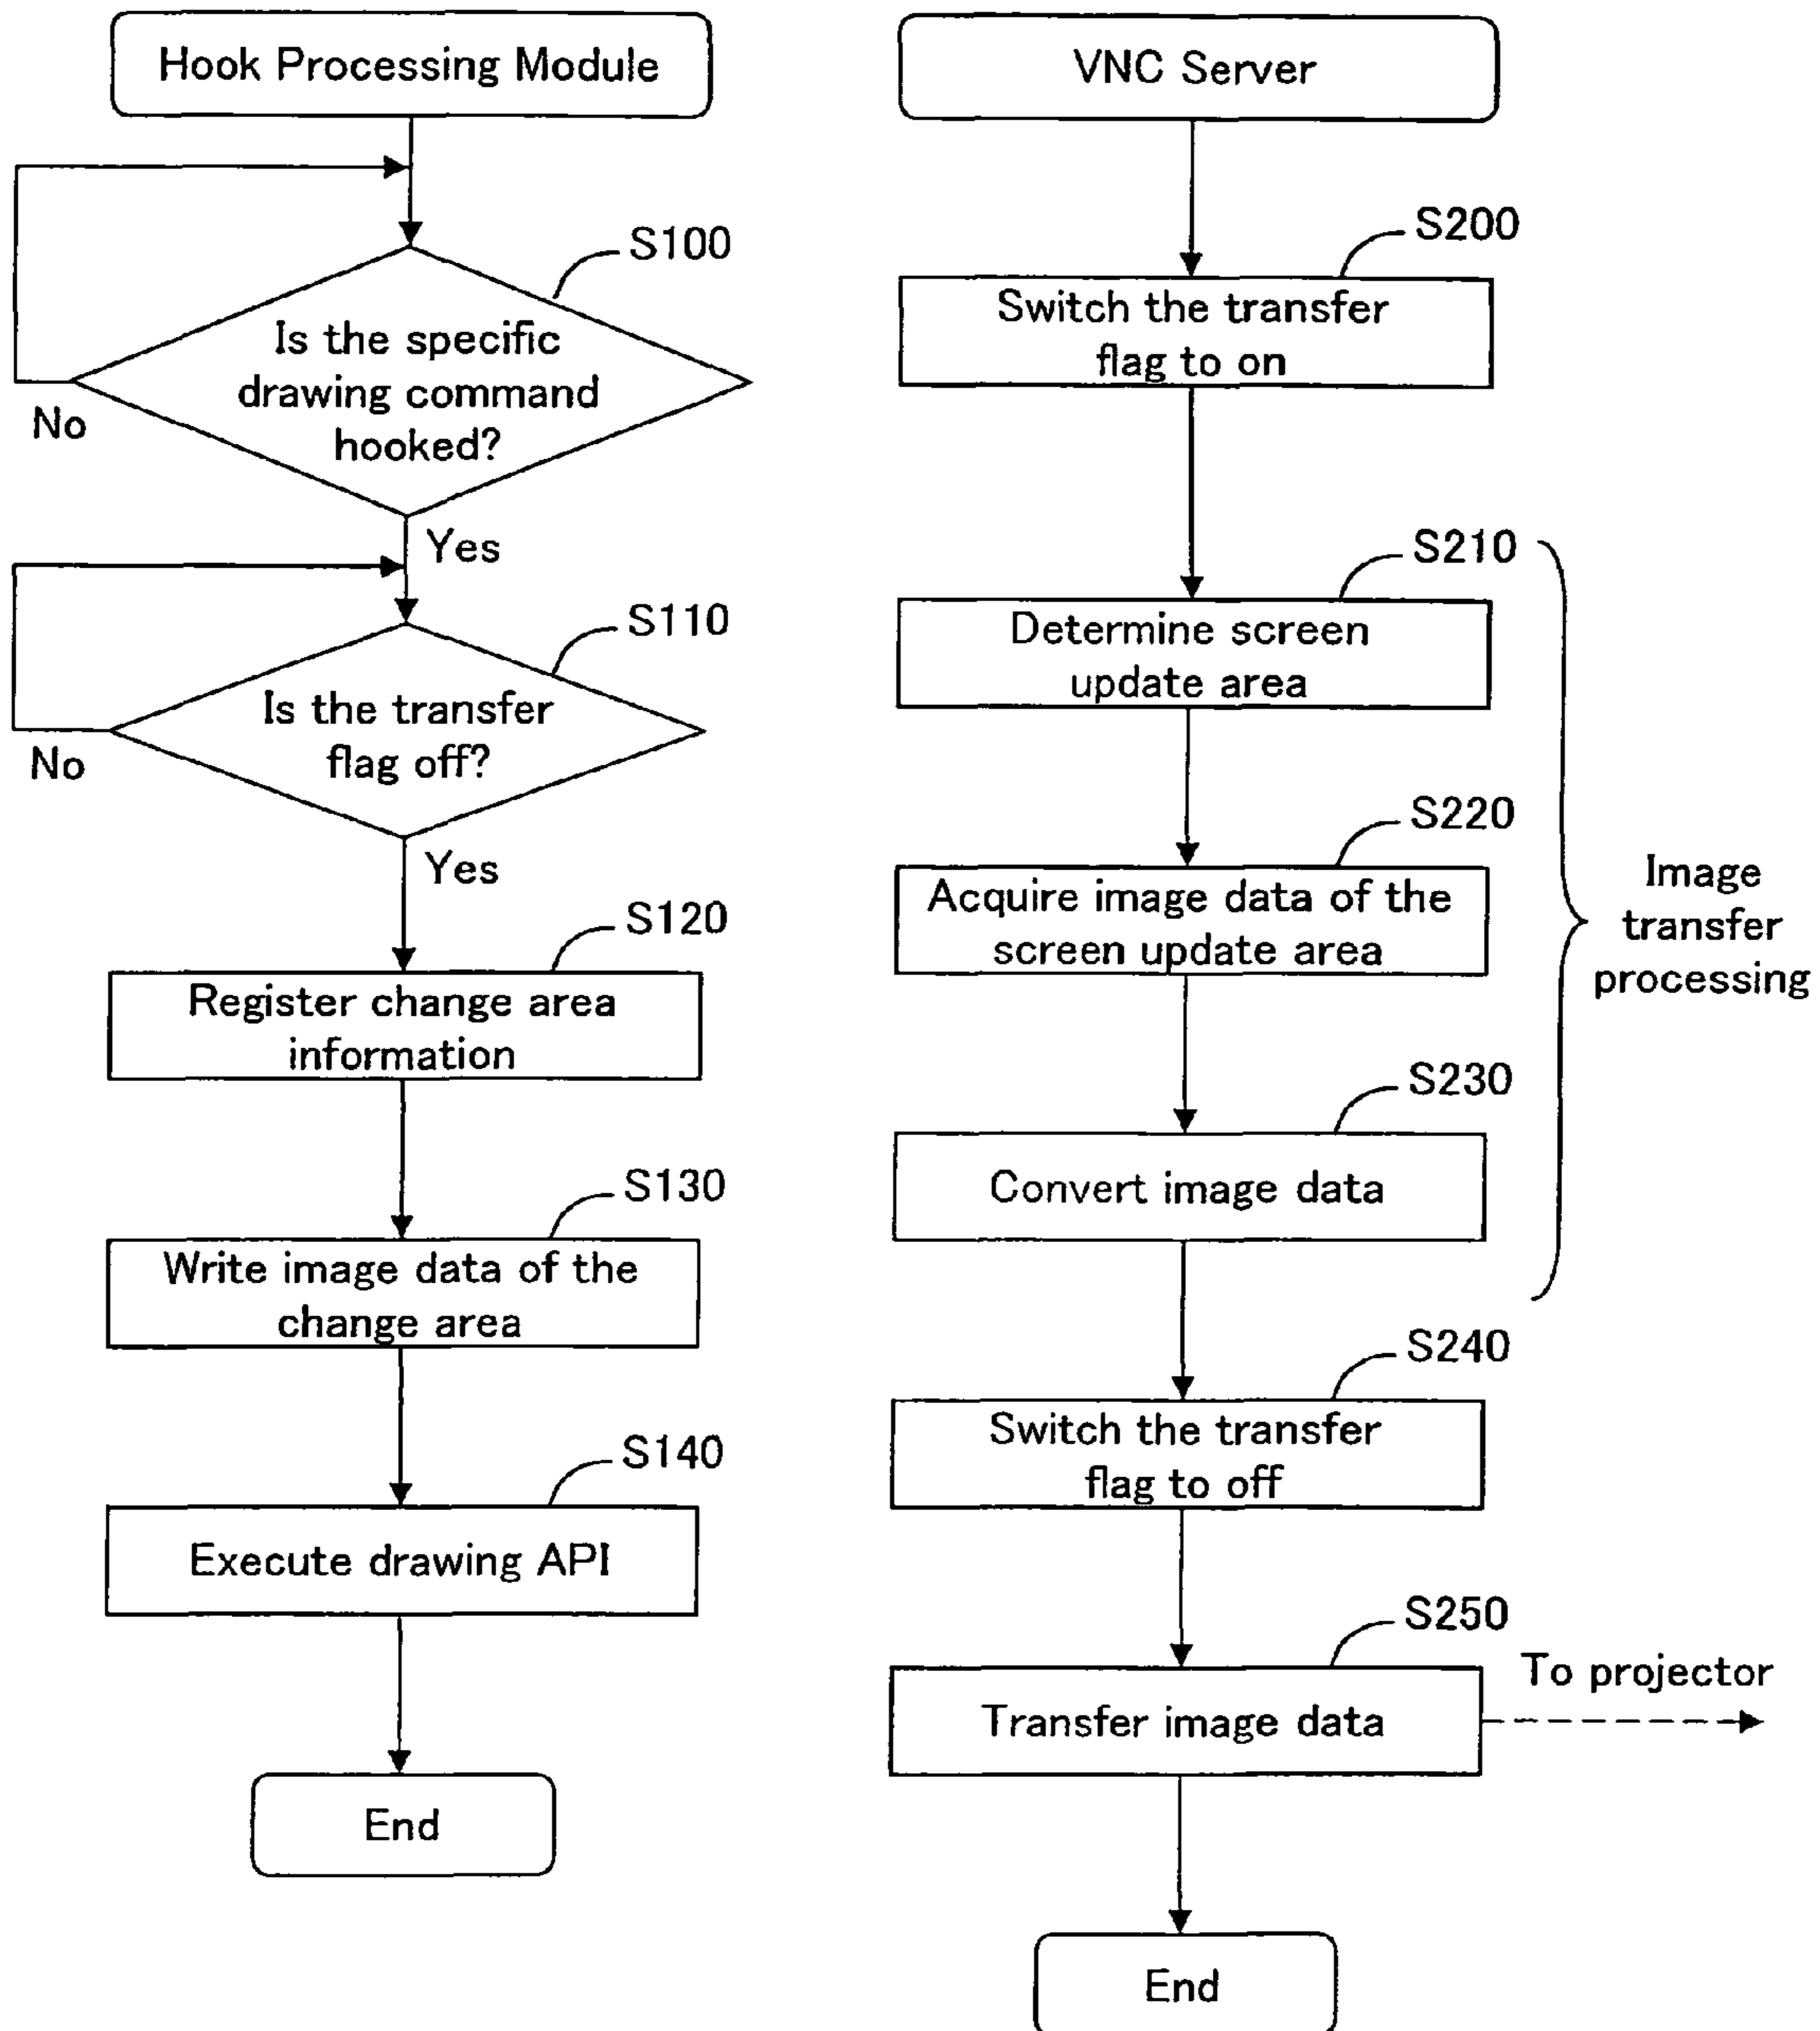 Hook Processing Module
S100
Is the specific
drawing command
hooked?
No
Yes
S110
Is the transfer
flag off?
No
Yes
S120
Register change area
information
S130
Write image data of the
change area
S140
Execute drawing API
End
VNC Server
S200
Switch the transfer
flag to on
S210
Determine screen
update area
S220
Acquire image data of the
screen update area
S230
Convert image data
Image
transfer
processing
S240
Switch the transfer
flag to off
S250
Transfer image data
To projector
End